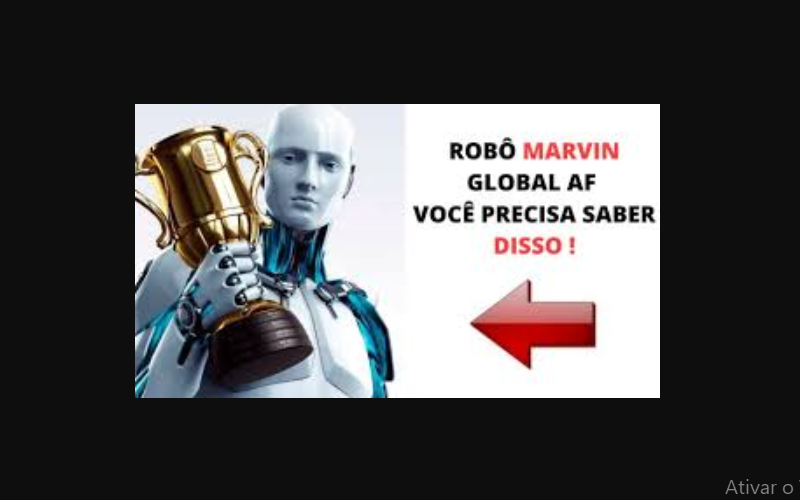 ROBÔ MARVIN
GLOBAL AF
VOCÊ PRECISA SABER
DISSO !
Ativar o